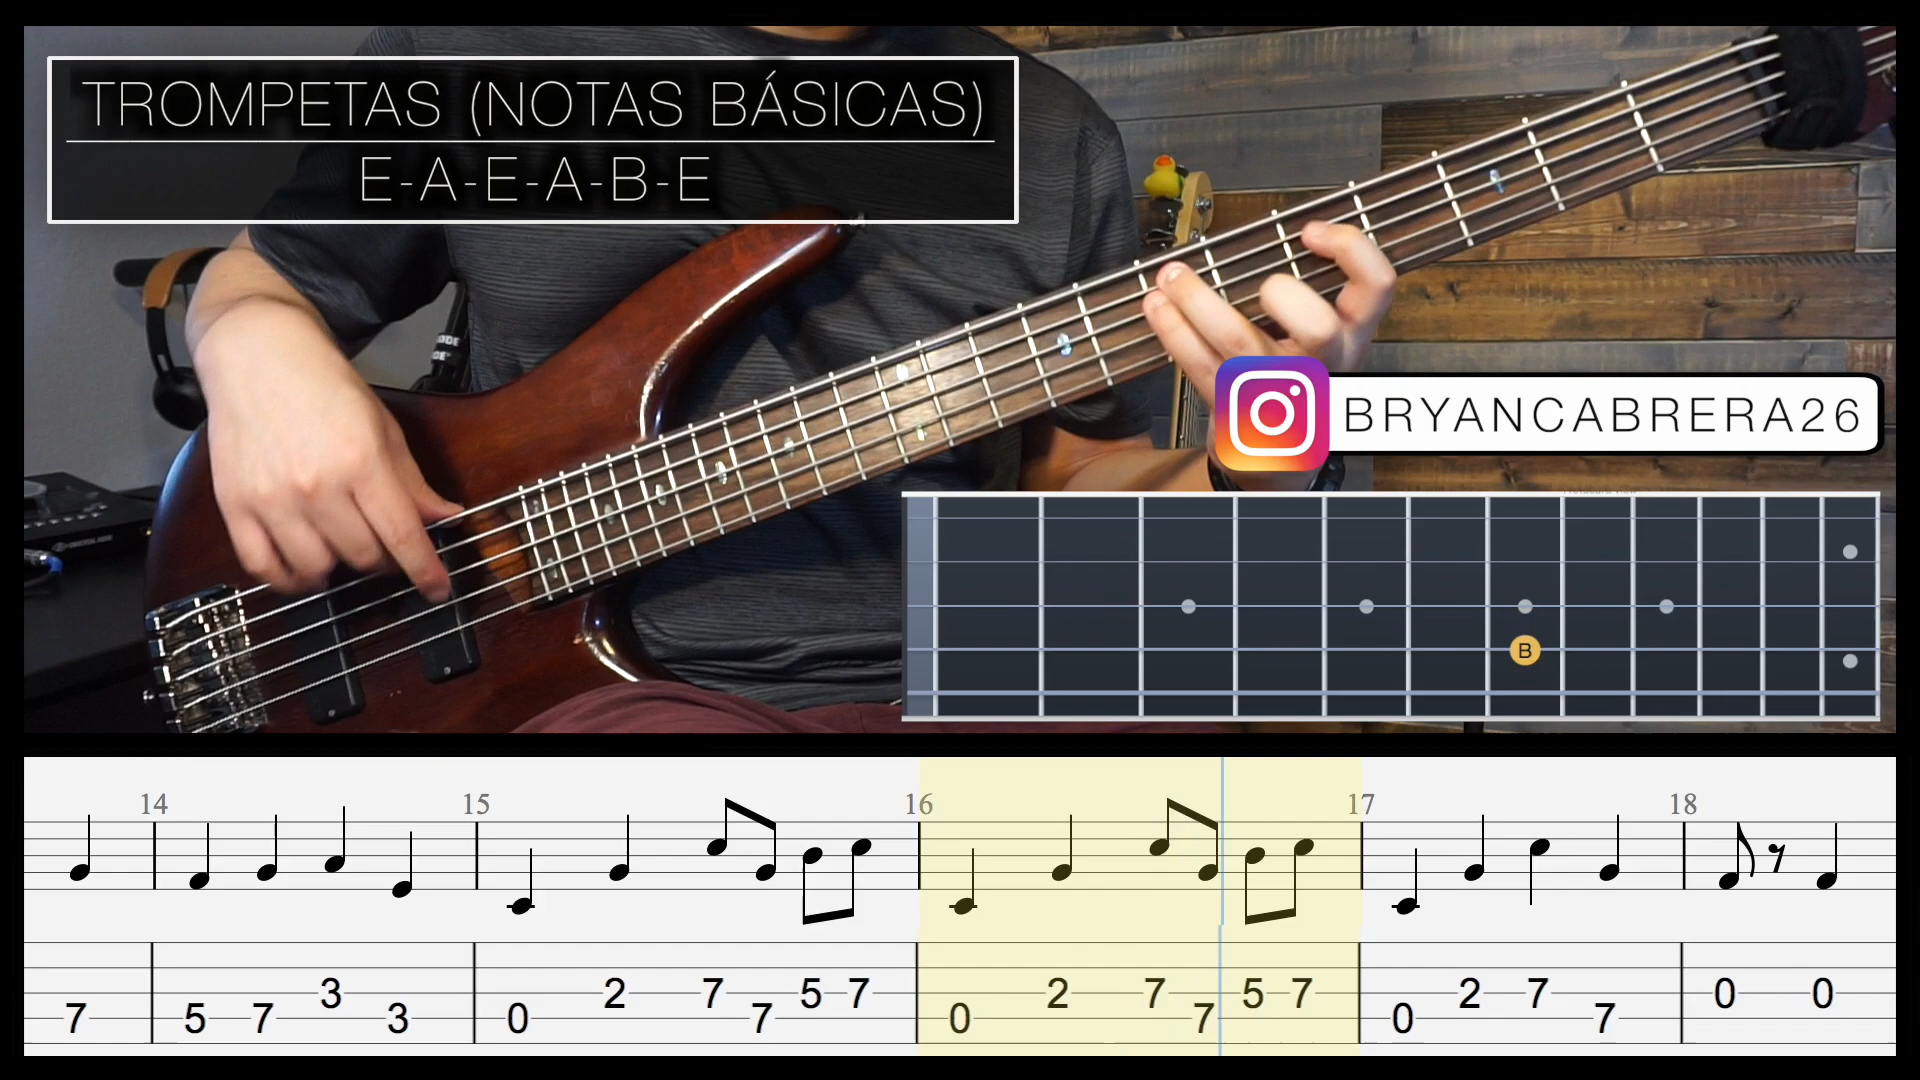 TROMPETAS (NOTAS BÁSICAS)
E-A-E-A-B-E
BRYANCABRERA26
B
14 15 16 17 18
7 5 7 3 3 0 2 7 7 5 7 0 2 7 7 5 7 0 2 7 7 0 0